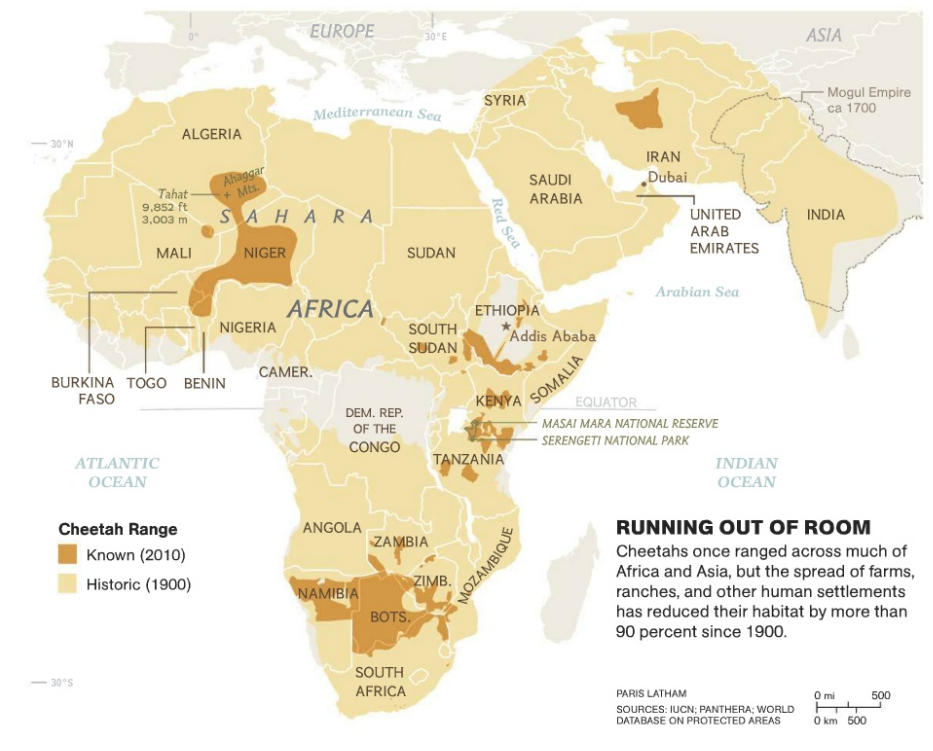 EUROPE
ASIA
0°
30°E
Mogul Empire
ca 1700
SYRIA
Mediterranean Sea
ALGERIA
30°N
IRAN
Dubai
Ahaggar
Mts.
Tahat
9,852 ft
3,003 m
SAUDI
ARABIA
SAHARA
Red Sea
INDIA
UNITED
ARAB
EMIRATES
MALI
NIGER
SUDAN
Arabian Sea
AFRICA
ETHIOPIA
Addis Ababa
NIGERIA
SOUTH
SUDAN
SOMALIA
BURKINA
FASO
TOGO
BENIN
CAMER.
KENYA
EQUATOR
DEM. REP.
OF THE
CONGO
MASAI MARA NATIONAL RESERVE
SERENGETI NATIONAL PARK
TANZANIA
ATLANTIC
OCEAN
INDIAN
OCEAN
Cheetah Range
Known (2010)
Historic (1900)
ANGOLA
ZAMBIA
MOZAMBIQUE
ZIMB.
NAMIBIA
BOTS.
SOUTH
AFRICA
30°S
RUNNING OUT OF ROOM
Cheetahs once ranged across much of
Africa and Asia, but the spread of farms,
ranches, and other human settlements
has reduced their habitat by more than
90 percent since 1900.
PARIS LATHAM
SOURCES: IUCN; PANTHERA; WORLD
DATABASE ON PROTECTED AREAS
0 mi 500
0 km 500